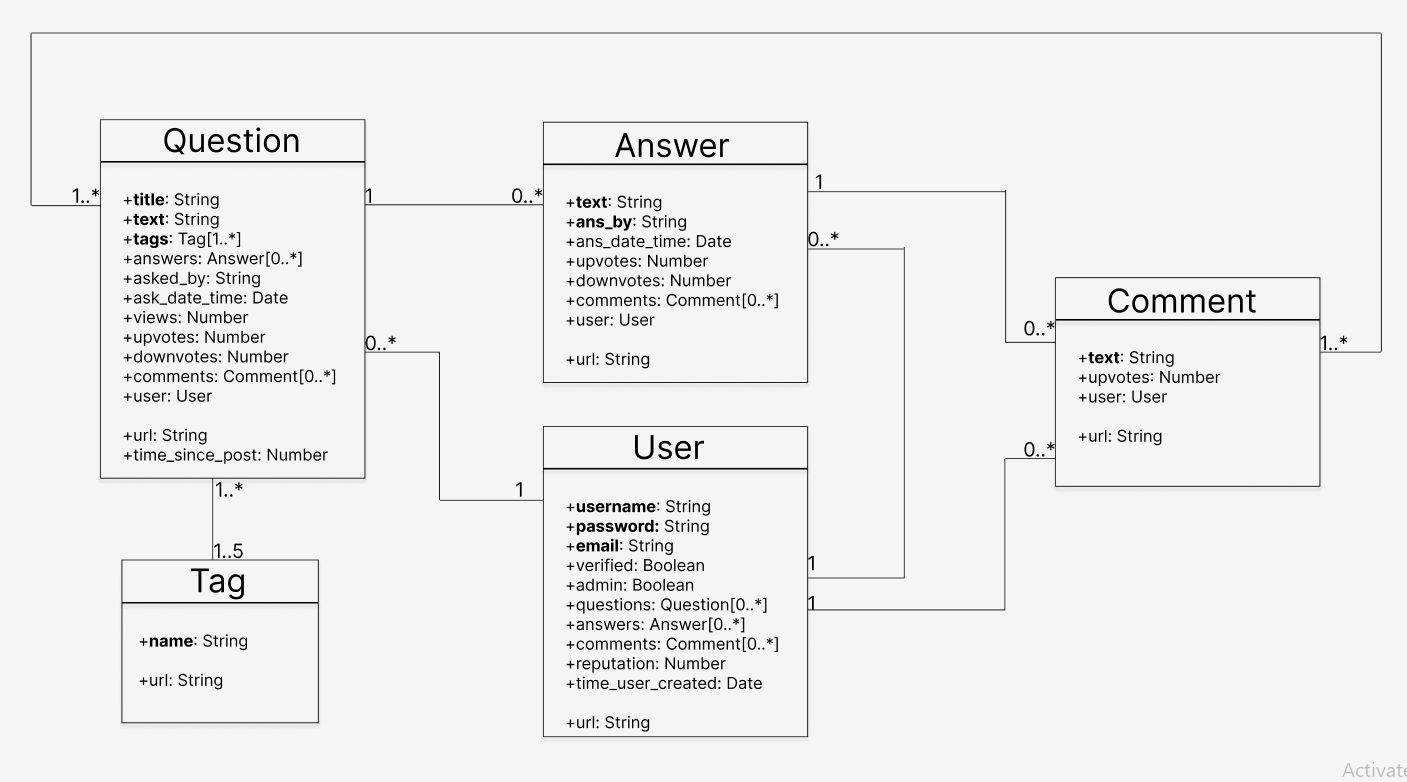 Question
+title: String
+text: String
+tags: Tag[1..*]
+answers: Answer[0..*]
+asked_by: String
+ask_date_time: Date
+views: Number
+upvotes: Number
+downvotes: Number
+comments: Comment[0..*]
+user: User
+url: String
+time_since_post: Number
1..*
1
0..*
0..*
1
1..*
1..5
Tag
+name: String
+url: String
Answer
+text: String
+ans_by: String
+ans_date_time: Date
+upvotes: Number
+downvotes: Number
+comments: Comment[0..*]
+user: User
+url: String
1
0..*
User
+username: String
+password: String
+email: String
+verified: Boolean
+admin: Boolean
+questions: Question[0..*]
+answers: Answer[0..*]
+comments: Comment[0..*]
+reputation: Number
+time_user_created: Date
+url: String
1
1
Comment
+text: String
+upvotes: Number
+user: User
+url: String
0..*
1..*
0..*
Activate